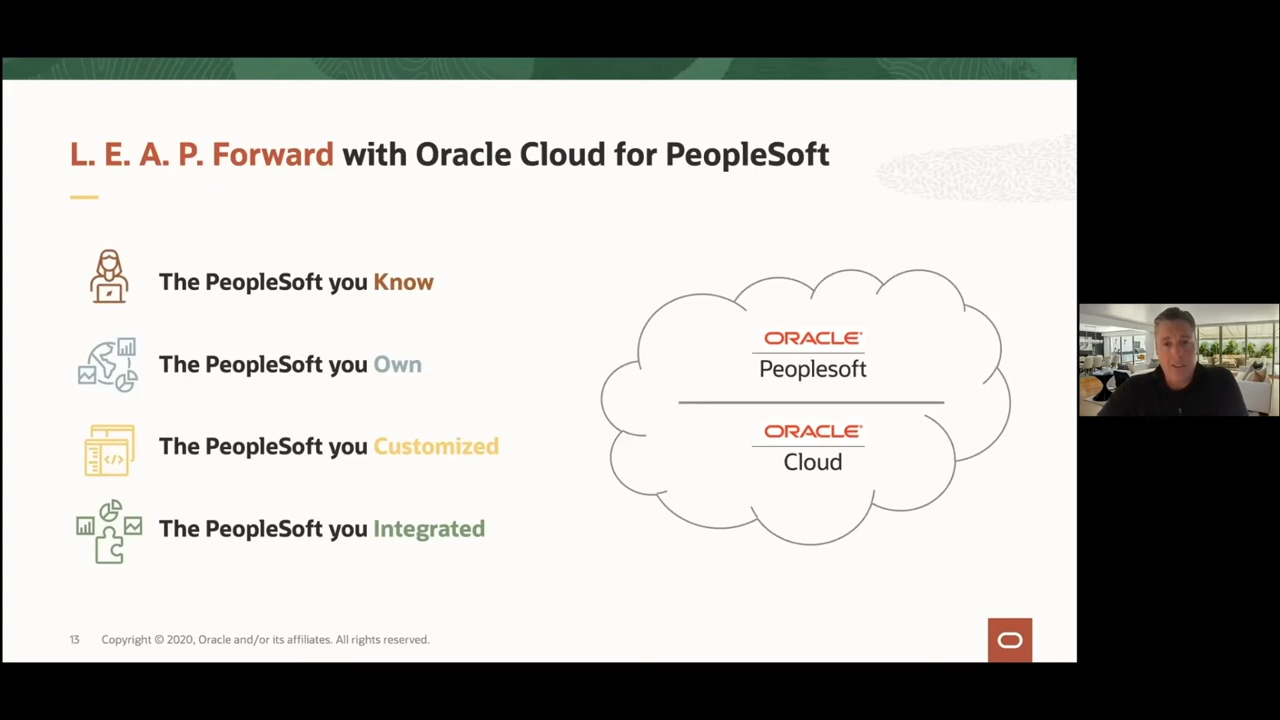 L. E. A. P. Forward with Oracle Cloud for PeopleSoft
The PeopleSoft you Know
The PeopleSoft you Own
The PeopleSoft you Customized
The PeopleSoft you Integrated
ORACLE®
Peoplesoft
ORACLE®
Cloud
13 Copyright © 2020, Oracle and/or its affiliates. All rights reserved.